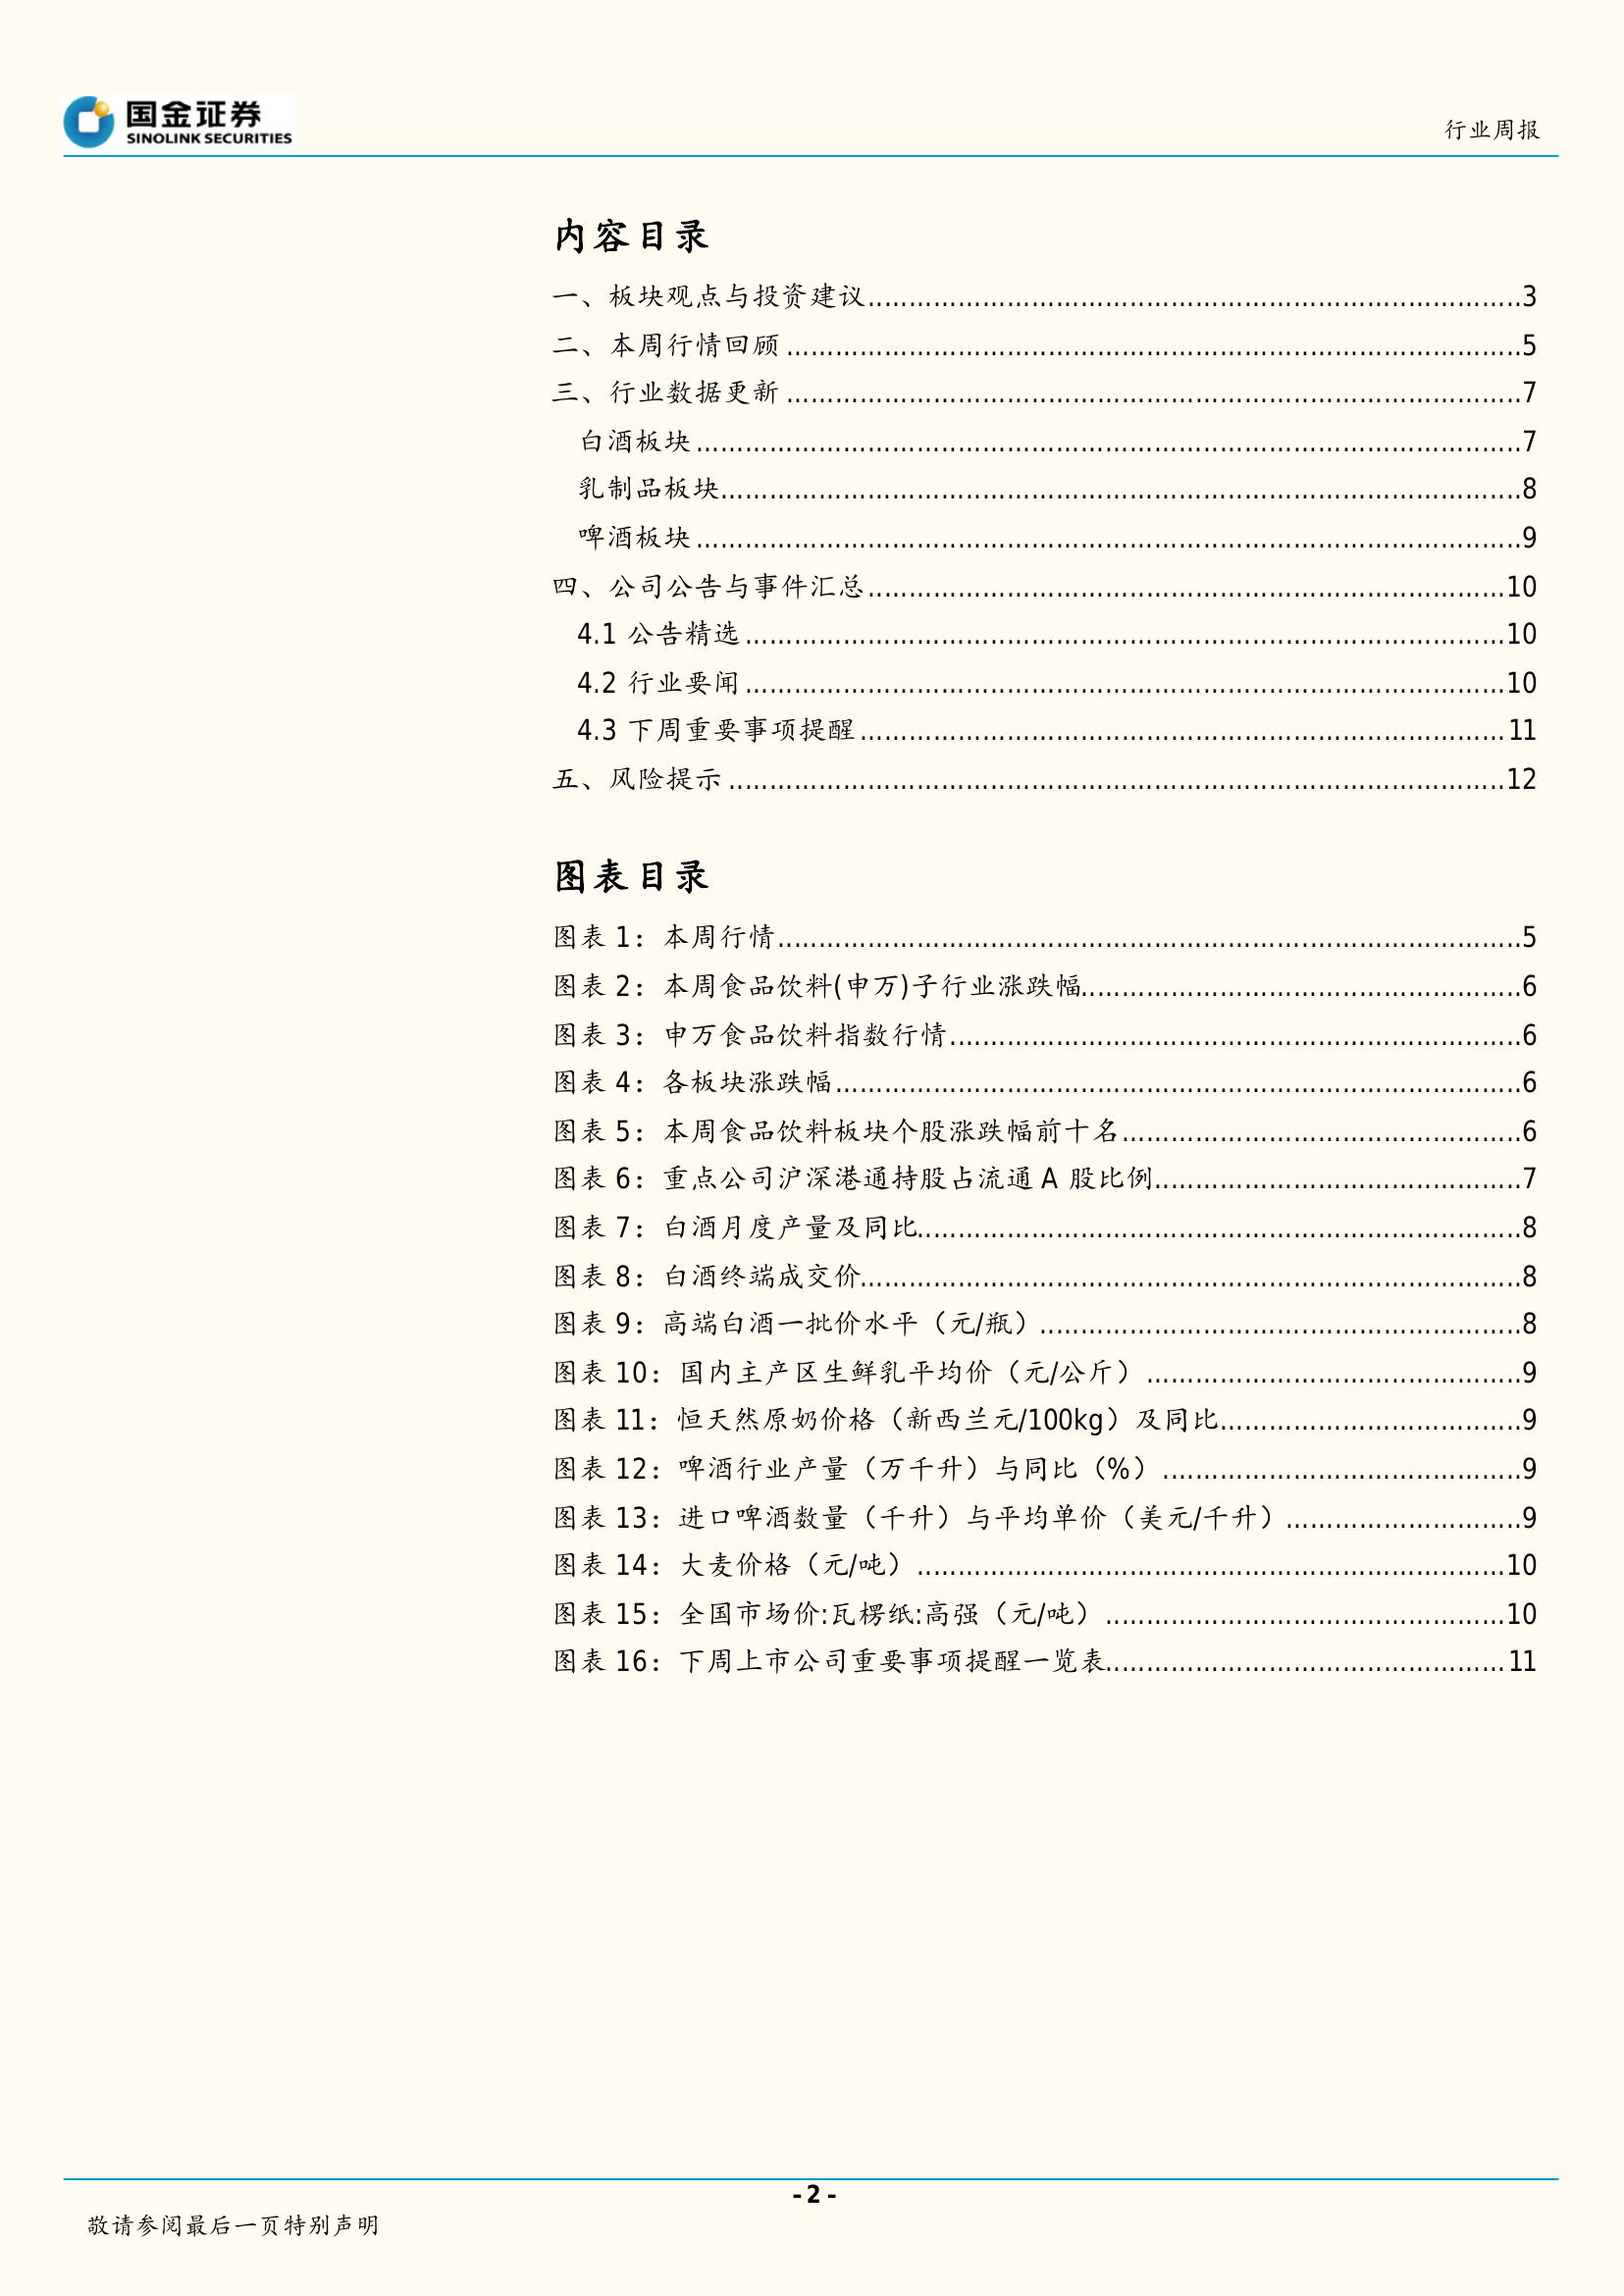 国金证券
SINOLINK SECURITIES
行业周报
内容目录
一、板块观点与投资建议................................................................................3
二、本周行情回顾..........................................................................................5
三、行业数据更新..........................................................................................7
白酒板块.....................................................................................................7
乳制品板块..................................................................................................8
啤酒板块.....................................................................................................9
四、公司公告与事件汇总..............................................................................10
4.1 公告精选.............................................................................................10
4.2 行业要闻.............................................................................................10
4.3 下周重要事项提醒...............................................................................11
五、风险提示...............................................................................................12
图表目录
图表 1：本周行情...........................................................................................5
图表 2：本周食品饮料(申万)子行业涨跌幅......................................................6
图表 3：申万食品饮料指数行情......................................................................6
图表 4：各板块涨跌幅....................................................................................6
图表 5：本周食品饮料板块个股涨跌幅前十名.................................................6
图表 6：重点公司沪深港通持股占流通 A 股比例.............................................7
图表 7：白酒月度产量及同比..........................................................................8
图表 8：白酒终端成交价.................................................................................8
图表 9：高端白酒一批价水平（元/瓶）...........................................................8
图表 10：国内主产区生鲜乳平均价（元/公斤）..............................................9
图表 11：恒天然原奶价格（新西兰元/100kg）及同比.....................................9
图表 12：啤酒行业产量（万千升）与同比（%）............................................9
图表 13：进口啤酒数量（千升）与平均单价（美元/千升）.............................9
图表 14：大麦价格（元/吨）........................................................................10
图表 15：全国市场价:瓦楞纸:高强（元/吨）.................................................10
图表 16：下周上市公司重要事项提醒一览表.................................................11
- 2 -
敬请参阅最后一页特别声明